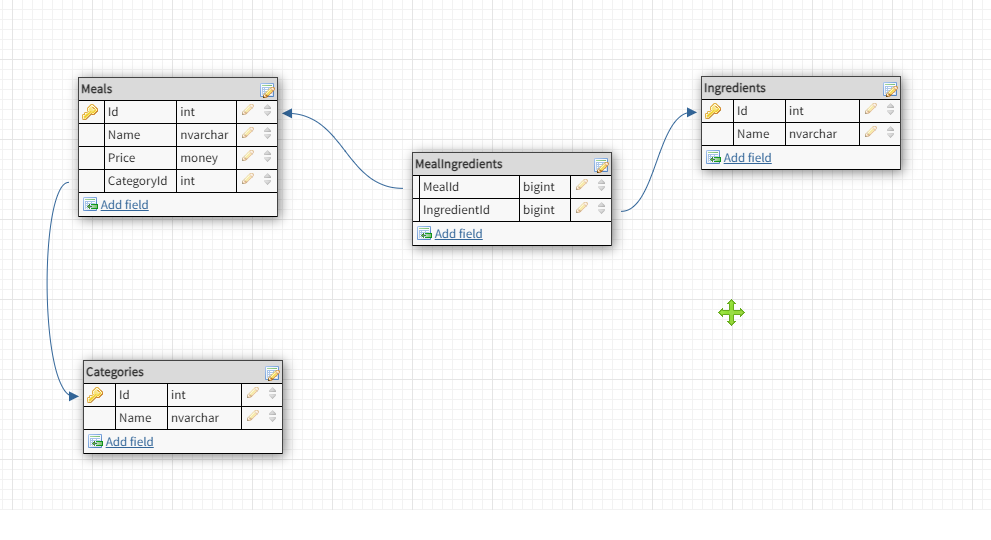 Meals
Id int
Name nvarchar
Price money
CategoryId int
Add field
MealIngredients
MealId bigint
IngredientId bigint
Add field
Ingredients
Id int
Name nvarchar
Add field
Categories
Id int
Name nvarchar
Add field